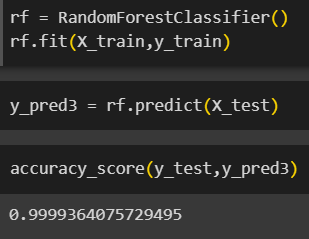 rf = RandomForestClassifier()
rf.fit(X_train,y_train)
y_pred3 = rf.predict(X_test)
accuracy_score(y_test,y_pred3)
0.9999364075729495